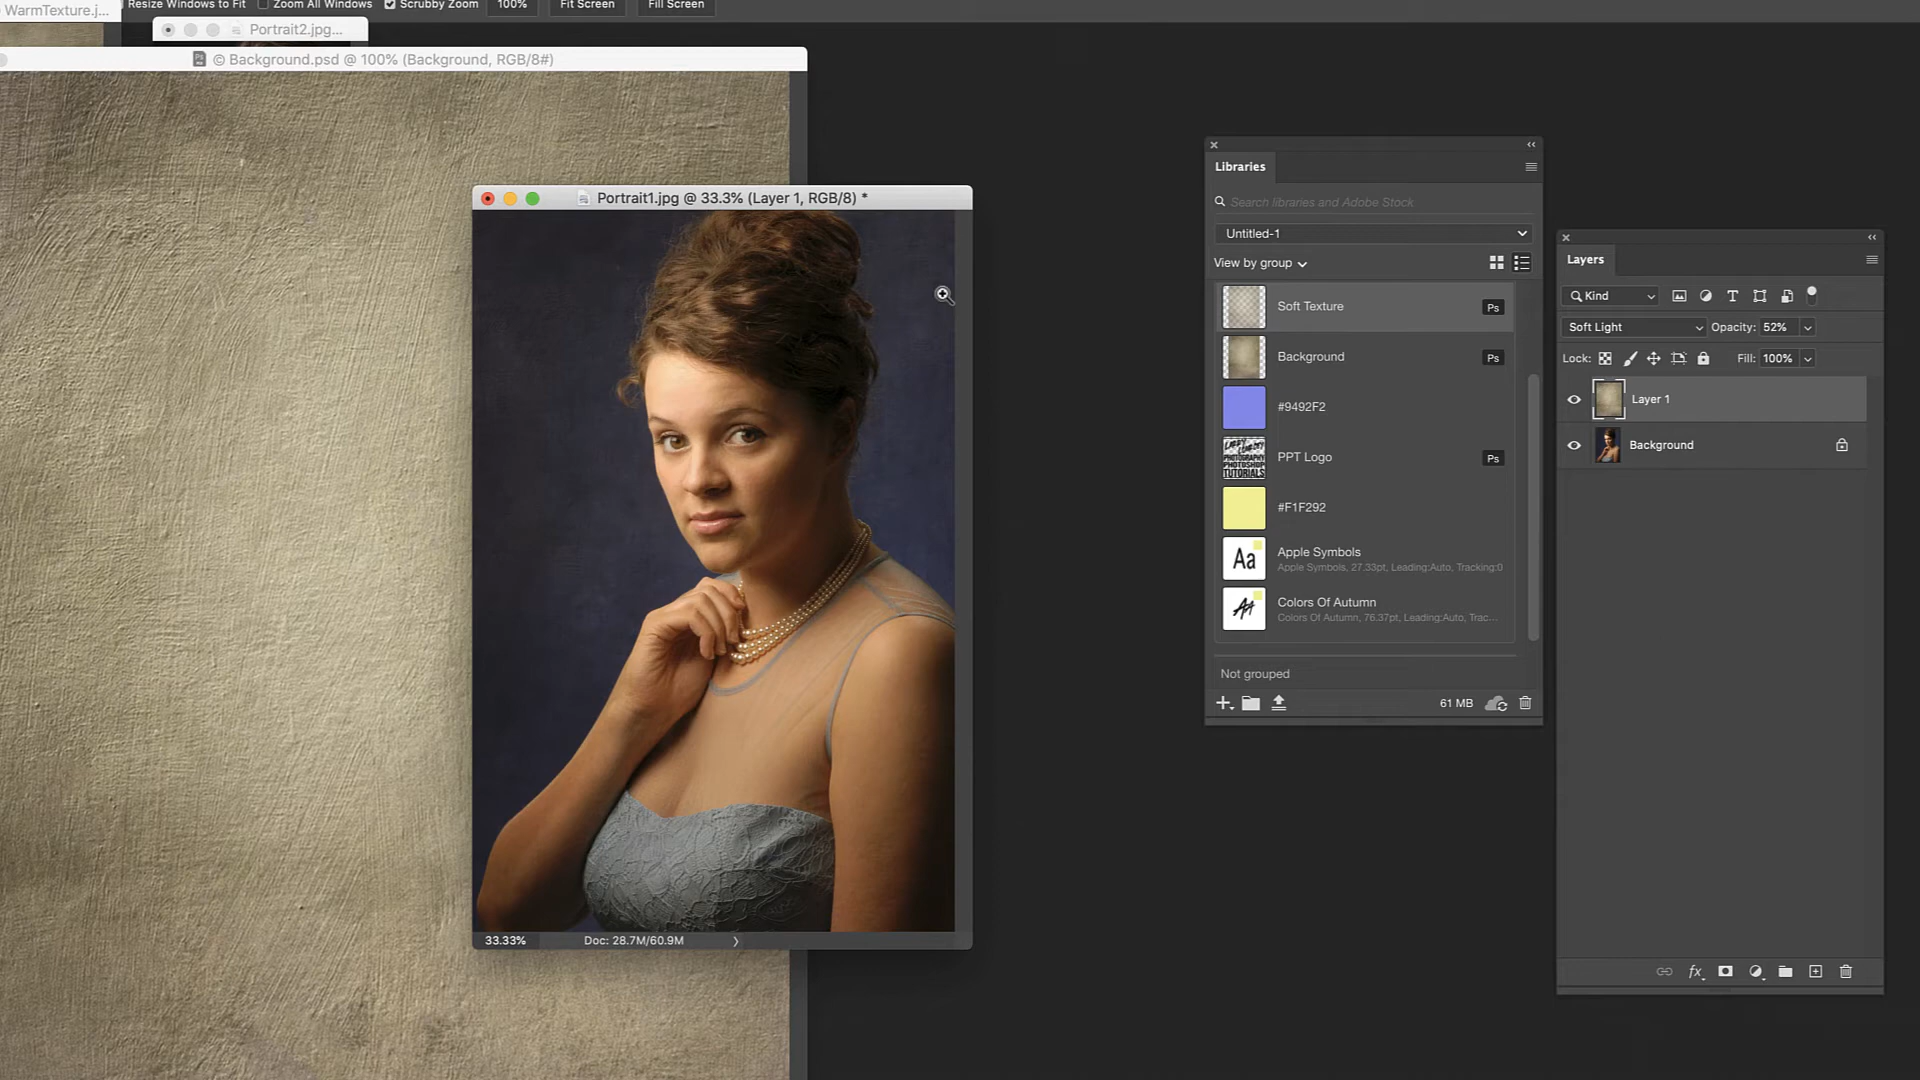 WarmTexture.j...
Resize Windows to Fit
Zoom All Windows
Scrubby Zoom
100%
Fit Screen
Fill Screen
Portrait2.jpg...
© Background.psd @ 100% (Background, RGB/8#)
Portrait1.jpg @ 33.3% (Layer 1, RGB/8) *
33.33%
Doc: 28.7M/60.9M
Libraries
Search libraries and Adobe Stock
Untitled-1
View by group
Soft Texture
Ps
Background
Ps
#9492F2
PPT Logo
Ps
PHOTOGRAPHY
PHOTOSHOP
TUTORIALS
#F1F292
Aa
Apple Symbols
Apple Symbols, 27.33pt, Leading:Auto, Tracking:0
Aa
Colors Of Autumn
Colors Of Autumn, 76.37pt, Leading:Auto, Trac...
Not grouped
61 MB
Layers
Kind
Soft Light
Opacity: 52%
Lock:
Fill: 100%
Layer 1
Background
fx